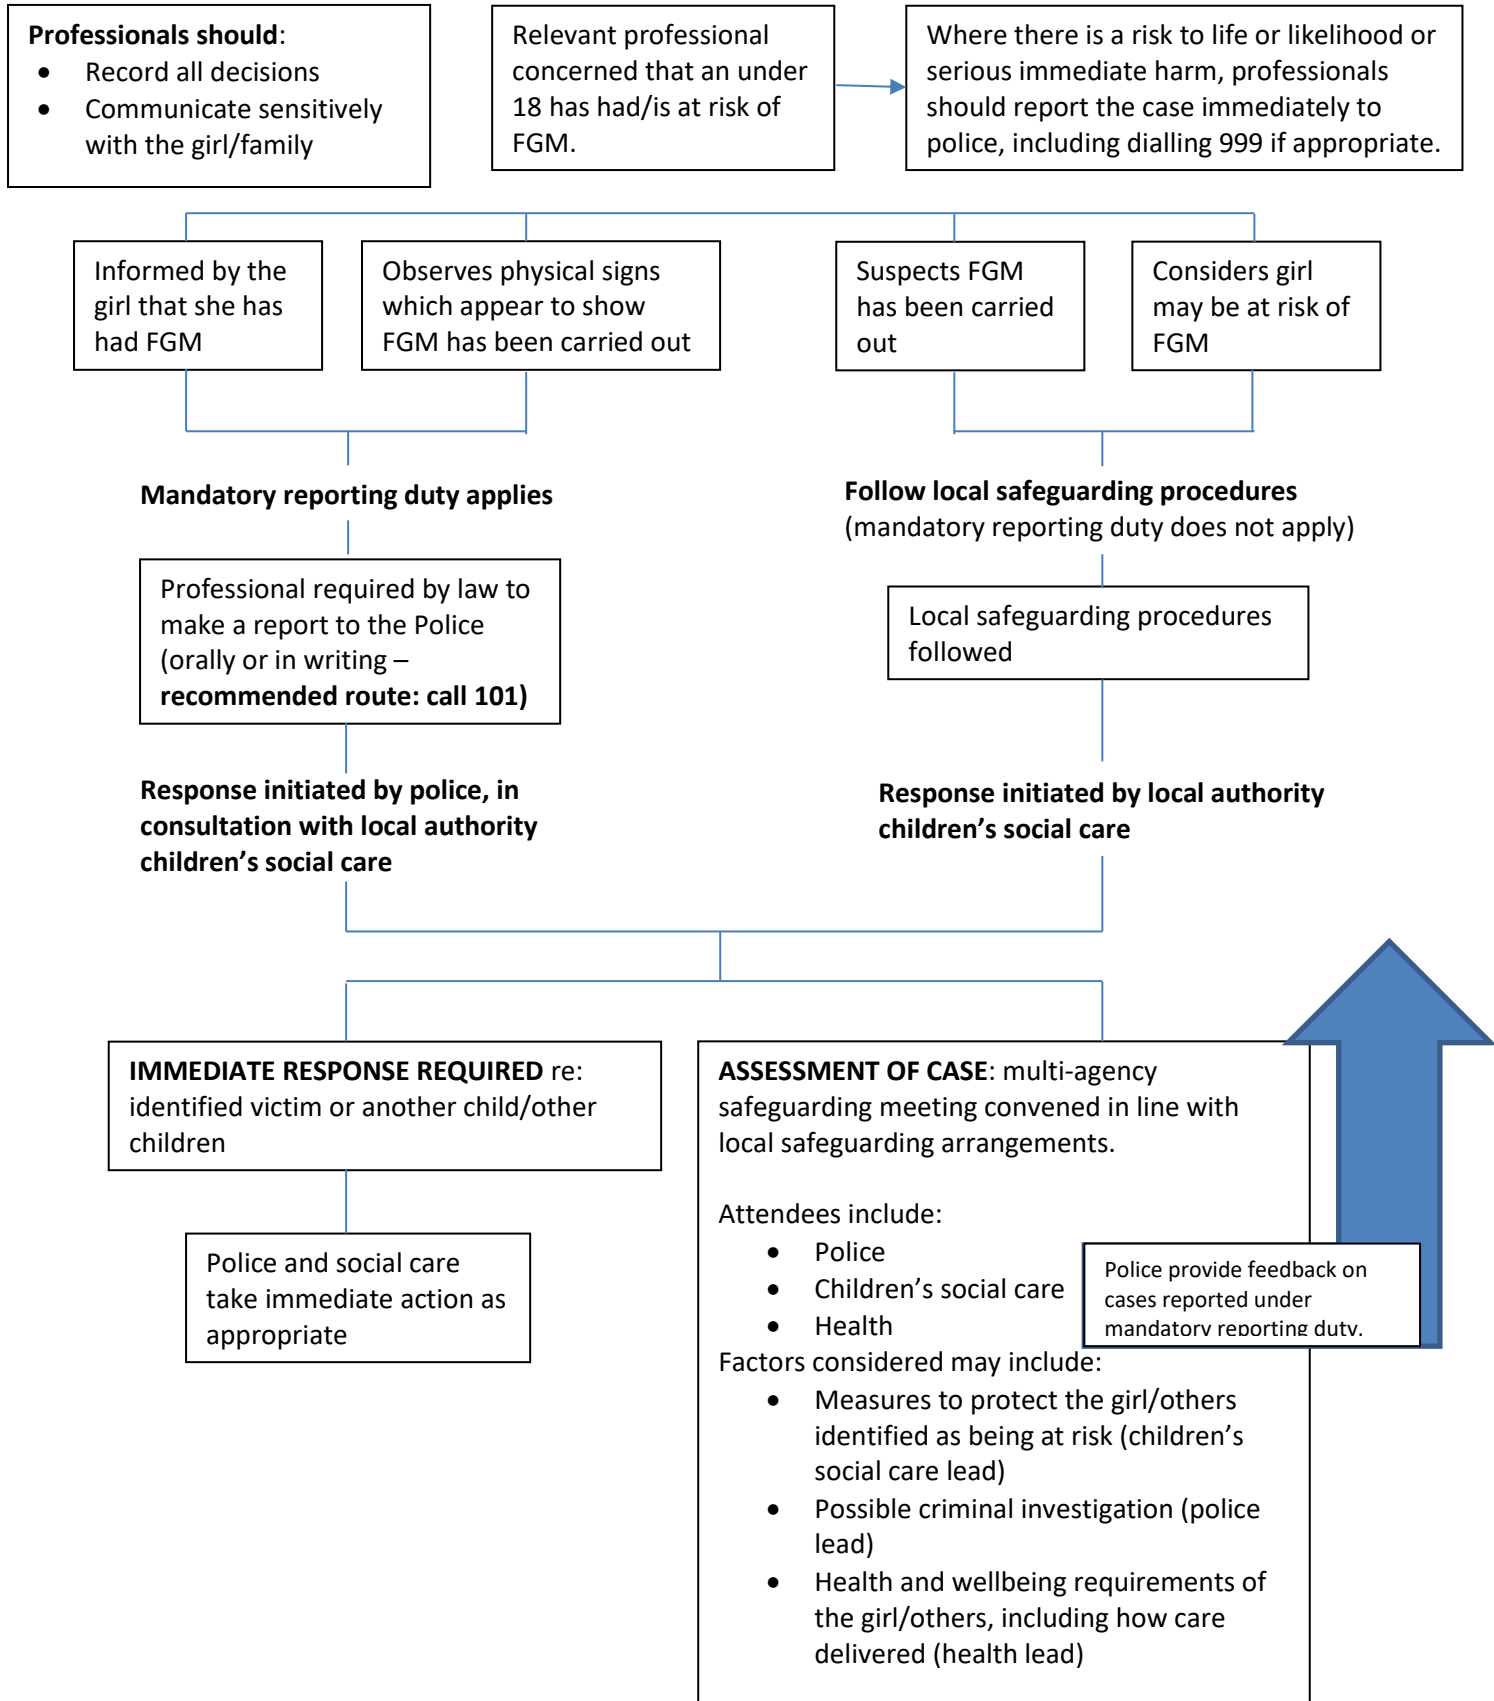 Professionals should:
• Record all decisions
• Communicate sensitively
with the girl/family
Relevant professional
concerned that an under
18 has had/is at risk of
FGM.
Where there is a risk to life or likelihood or
serious immediate harm, professionals
should report the case immediately to
police, including dialling 999 if appropriate.
Informed by the
girl that she has
had FGM
Observes physical signs
which appear to show
FGM has been carried out
Suspects FGM
has been carried
out
Considers girl
may be at risk of
FGM
Mandatory reporting duty applies
Follow local safeguarding procedures
(mandatory reporting duty does not apply)
Professional required by law to
make a report to the Police
(orally or in writing –
recommended route: call 101)
Local safeguarding procedures
followed
Response initiated by police, in
consultation with local authority
children’s social care
Response initiated by local authority
children’s social care
IMMEDIATE RESPONSE REQUIRED re:
identified victim or another child/other
children
Police and social care
take immediate action as
appropriate
ASSESSMENT OF CASE: multi-agency
safeguarding meeting convened in line with
local safeguarding arrangements.
Attendees include:
• Police
• Children’s social care
• Health
Police provide feedback on
cases reported under
mandatory reporting duty.
Factors considered may include:
• Measures to protect the girl/others
identified as being at risk (children’s
social care lead)
• Possible criminal investigation (police
lead)
• Health and wellbeing requirements of
the girl/others, including how care
delivered (health lead)